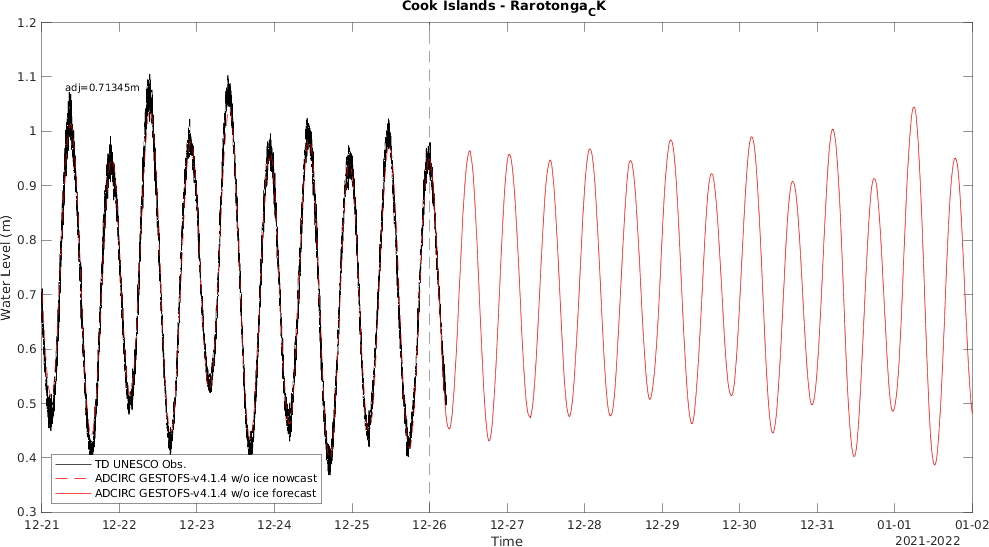 Cook Islands - Rarotonga_CK
adj=0.71345m
Water Level (m)
1.2
1.1
1
0.9
0.8
0.7
0.6
0.5
0.4
0.3
TD UNESCO Obs.
ADCIRC GESTOFS-v4.1.4 w/o ice nowcast
ADCIRC GESTOFS-v4.1.4 w/o ice forecast
12-21 12-22 12-23 12-24 12-25 12-26 12-27 12-28 12-29 12-30 12-31 01-01 01-02
Time
2021-2022